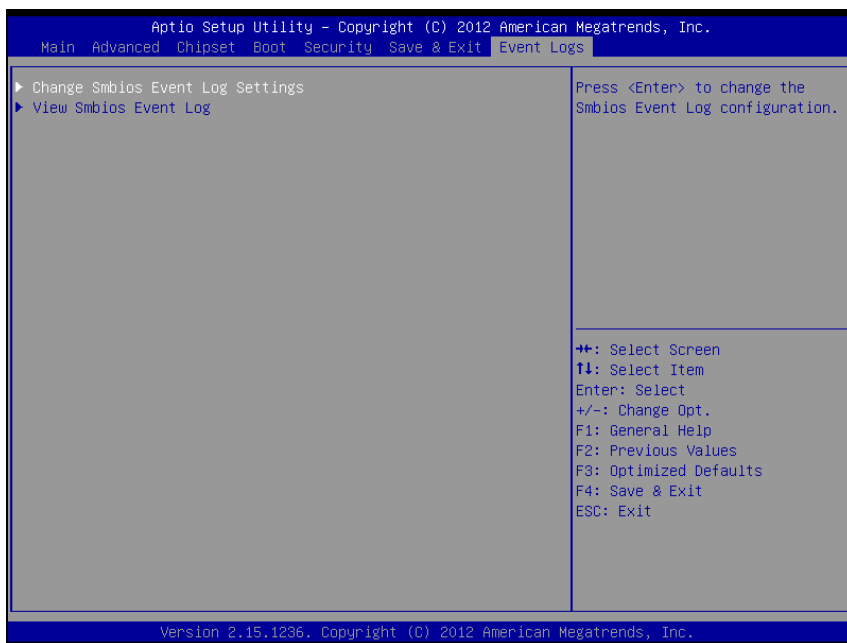 Aptio Setup Utility – Copyright (C) 2012 American Megatrends, Inc.
Main Advanced Chipset Boot Security Save & Exit Event Logs
Change Smbios Event Log Settings
View Smbios Event Log
Press <Enter> to change the
Smbios Event Log configuration.
→←: Select Screen
↑↓: Select Item
Enter: Select
+/-: Change Opt.
F1: General Help
F2: Previous Values
F3: Optimized Defaults
F4: Save & Exit
ESC: Exit
Version 2.15.1236. Copyright (C) 2012 American Megatrends, Inc.